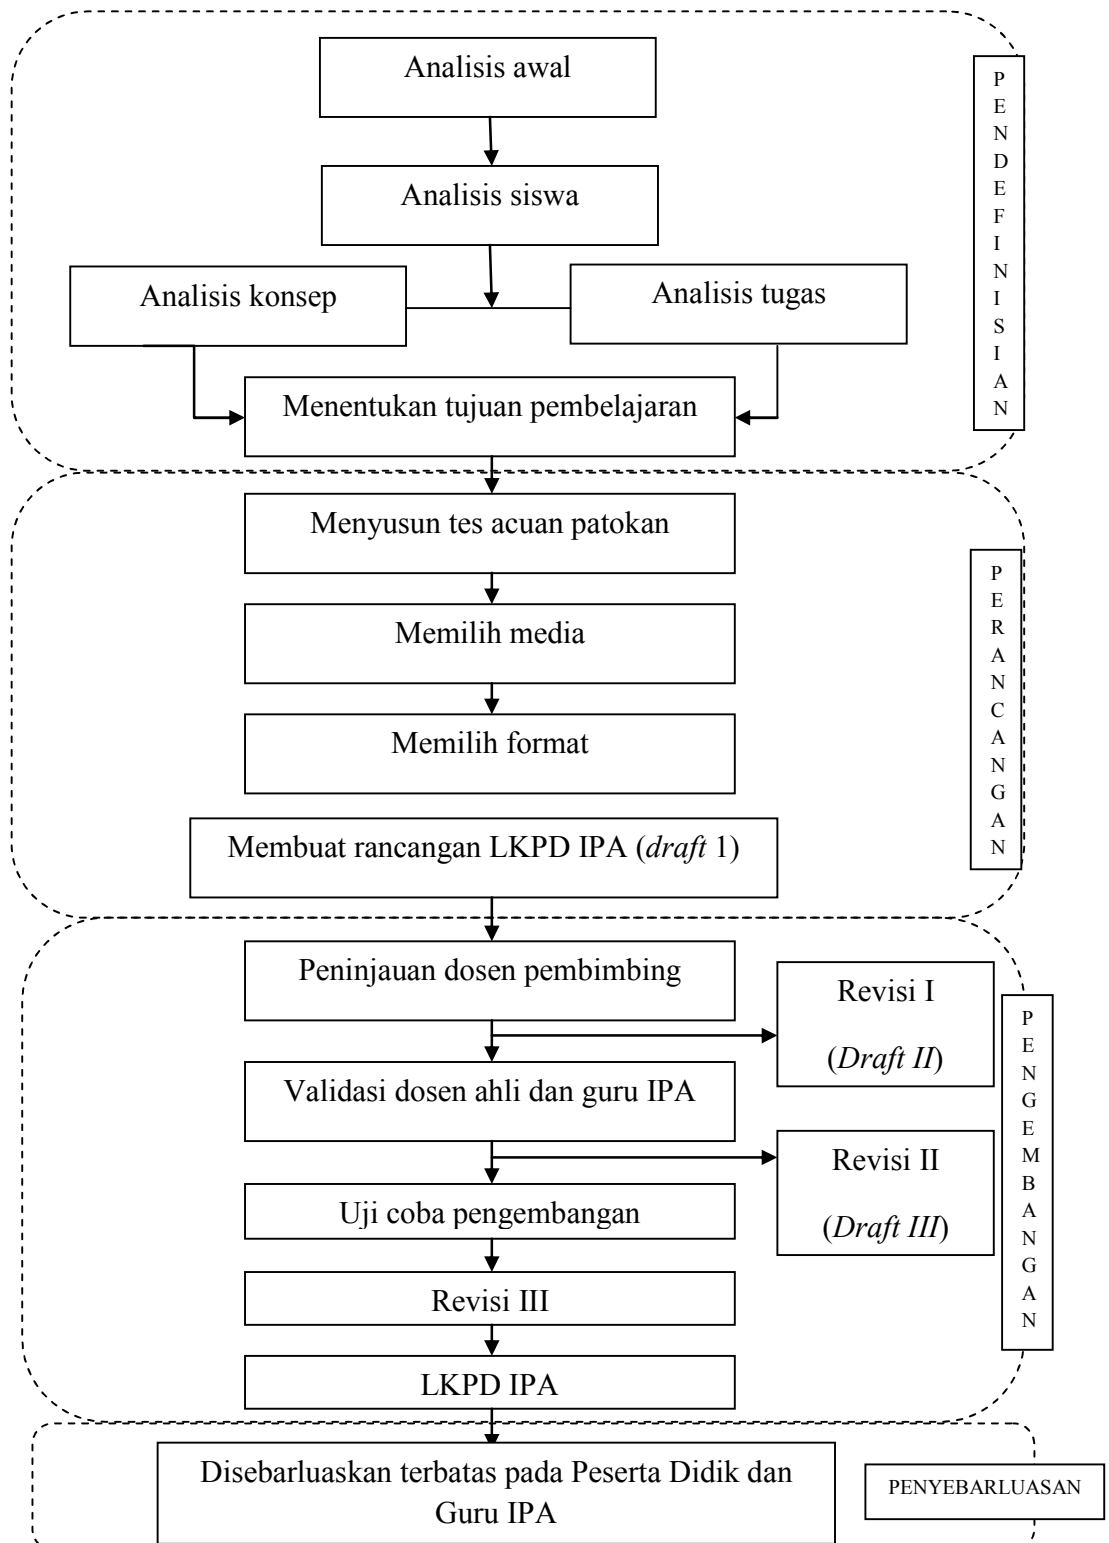 Analisis awal
Analisis siswa
Analisis konsep
Analisis tugas
Menentukan tujuan pembelajaran
PENDEFINISIAN
Menyusun tes acuan patokan
Memilih media
Memilih format
Membuat rancangan LKPD IPA (draft 1)
PERANCANGAN
Peninjauan dosen pembimbing
Revisi I
(Draft II)
Validasi dosen ahli dan guru IPA
Revisi II
(Draft III)
Uji coba pengembangan
Revisi III
LKPD IPA
PENGEMBANGAN
Disebarluaskan terbatas pada Peserta Didik dan
Guru IPA
PENYEBARLUASAN